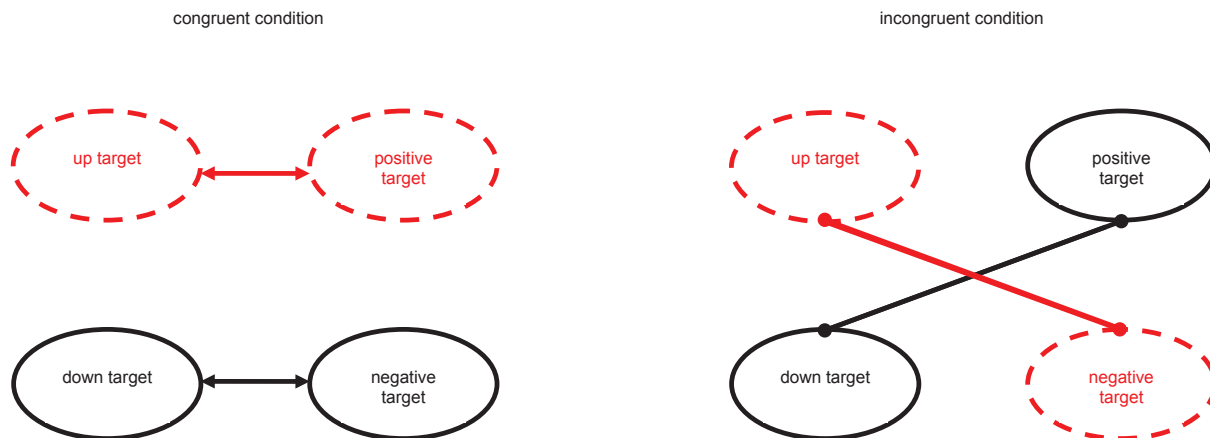 congruent condition
incongruent condition
up target
positive
target
up target
positive
target
down target
negative
target
down target
negative
target